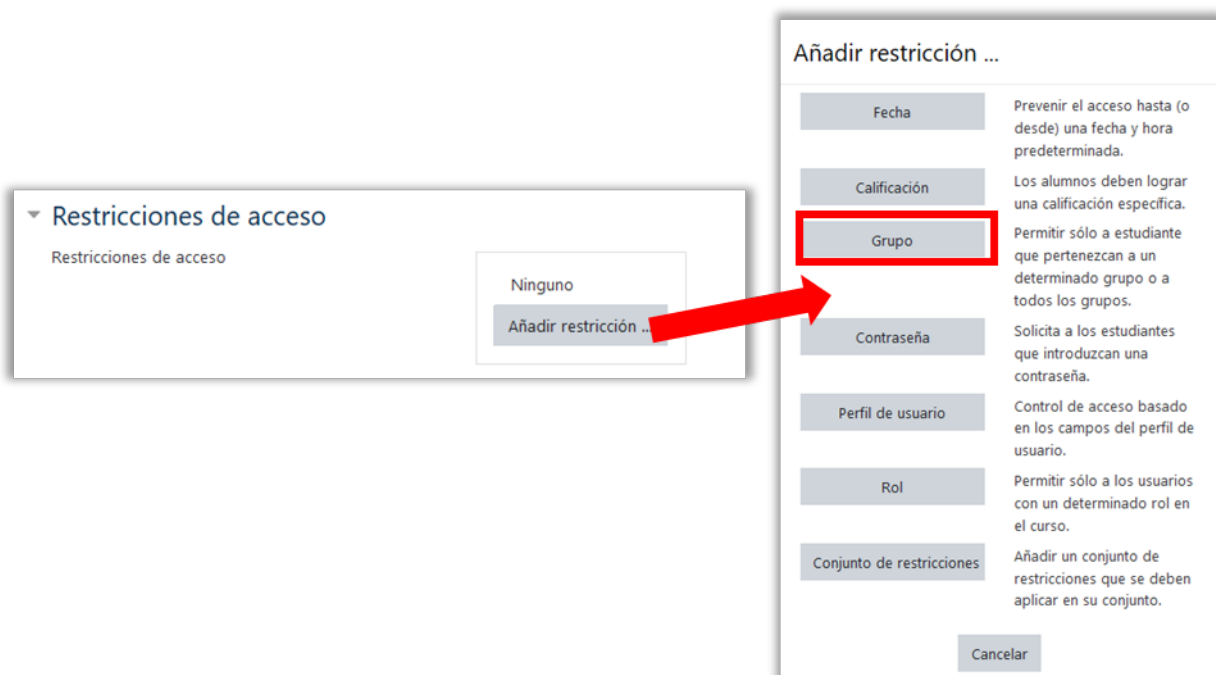 Restricciones de acceso
Restricciones de acceso
Ninguno
Añadir restricción ...
Añadir restricción ...
Fecha
Prevenir el acceso hasta (o
desde) una fecha y hora
predeterminada.
Calificación
Los alumnos deben lograr
una calificación específica.
Grupo
Permitir sólo a estudiante
que pertenezcan a un
determinado grupo o a
todos los grupos.
Contraseña
Solicita a los estudiantes
que introduzcan una
contraseña.
Perfil de usuario
Control de acceso basado
en los campos del perfil de
usuario.
Rol
Permitir sólo a los usuarios
con un determinado rol en
el curso.
Conjunto de restricciones
Añadir un conjunto de
restricciones que se deben
aplicar en su conjunto.
Cancelar